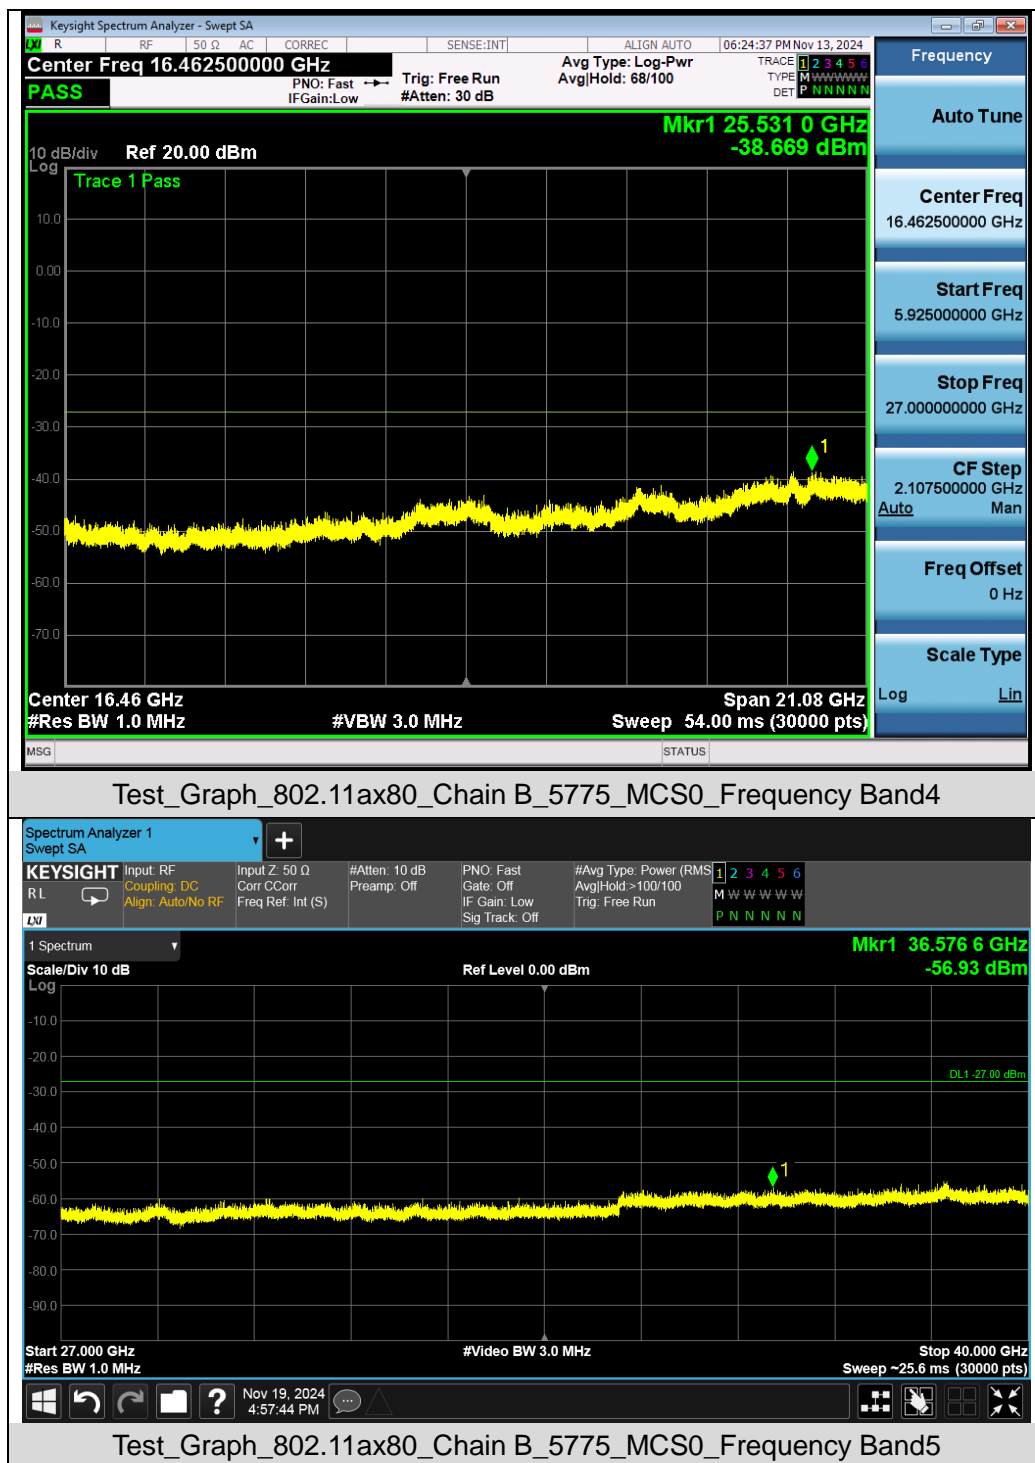 Keysight Spectrum Analyzer - Swept SA
LXI R RF 50 Ω AC CORREC SENSE:INT ALIGN AUTO 06:24:37 PM Nov 13, 2024
Center Freq 16.462500000 GHz
PASS
PNO: Fast
IFGain:Low
Trig: Free Run
#Atten: 30 dB
Avg Type: Log-Pwr
Avg|Hold: 68/100
TRACE 1 2 3 4 5 6
TYPE M W W W W W
DET P N N N N N
Mkr1 25.531 0 GHz
-38.669 dBm
10 dB/div Ref 20.00 dBm
Log
Trace 1 Pass
10.0
0.00
-10.0
-20.0
-30.0
-40.0
-50.0
-60.0
-70.0
1
Center 16.46 GHz Span 21.08 GHz
#Res BW 1.0 MHz #VBW 3.0 MHz Sweep 54.00 ms (30000 pts)
MSG STATUS
Frequency
Auto Tune
Center Freq
16.462500000 GHz
Start Freq
5.925000000 GHz
Stop Freq
27.000000000 GHz
CF Step
2.107500000 GHz
Auto Man
Freq Offset
0 Hz
Scale Type
Log Lin
Test_Graph_802.11ax80_Chain B_5775_MCS0_Frequency Band4
Spectrum Analyzer 1
Swept SA
+
KEYSIGHT
RL
LXI
Input: RF
Coupling: DC
Align: Auto/No RF
Input Z: 50 Ω
Corr CCorr
Freq Ref: Int (S)
#Atten: 10 dB
Preamp: Off
PNO: Fast
Gate: Off
IF Gain: Low
Sig Track: Off
#Avg Type: Power (RMS
Avg|Hold:>100/100
Trig: Free Run
1 2 3 4 5 6
M W W W W W
P N N N N N
1 Spectrum
Mkr1 36.576 6 GHz
-56.93 dBm
Scale/Div 10 dB Ref Level 0.00 dBm
Log
-10.0
-20.0
-30.0
-40.0
-50.0
-60.0
-70.0
-80.0
-90.0
DL1 -27.00 dBm
1
Start 27.000 GHz #Video BW 3.0 MHz Stop 40.000 GHz
#Res BW 1.0 MHz Sweep ~25.6 ms (30000 pts)
?
Nov 19, 2024
4:57:44 PM
Test_Graph_802.11ax80_Chain B_5775_MCS0_Frequency Band5